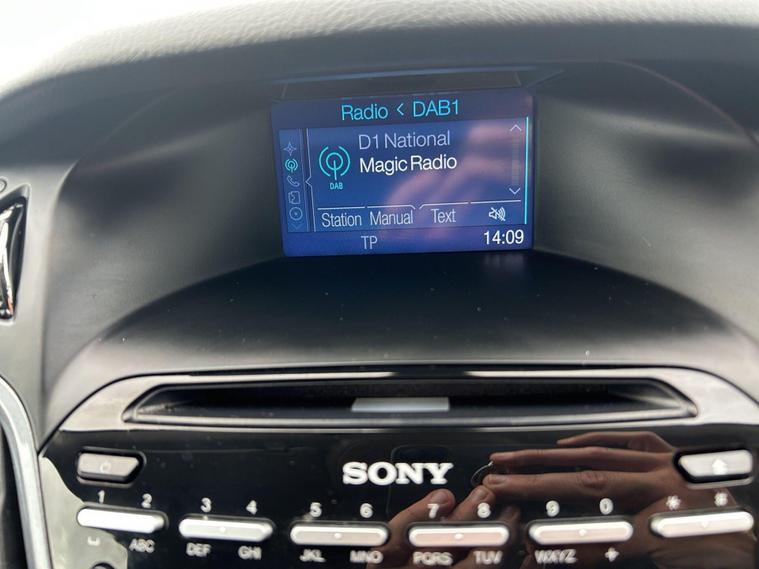 Radio < DAB1
D1 National
Magic Radio
DAB
Station Manual Text
TP 14:09
SONY
1 2 3 4 5 6 7 8 9 0 * #
ABC DEF GHI JKL MNO PQRS TUV WXYZ +